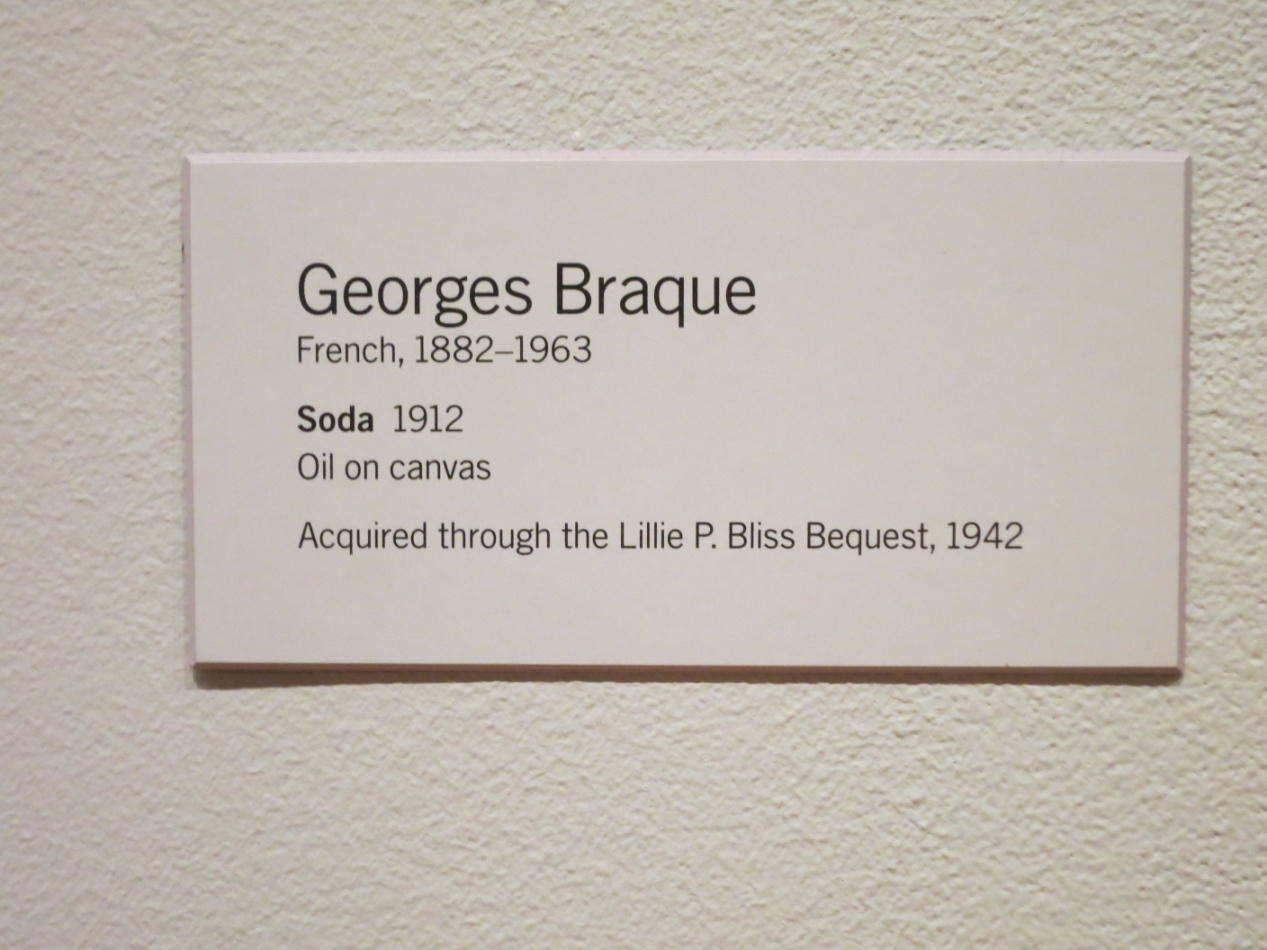 Georges Braque
French, 1882–1963
Soda 1912
Oil on canvas
Acquired through the Lillie P. Bliss Bequest, 1942